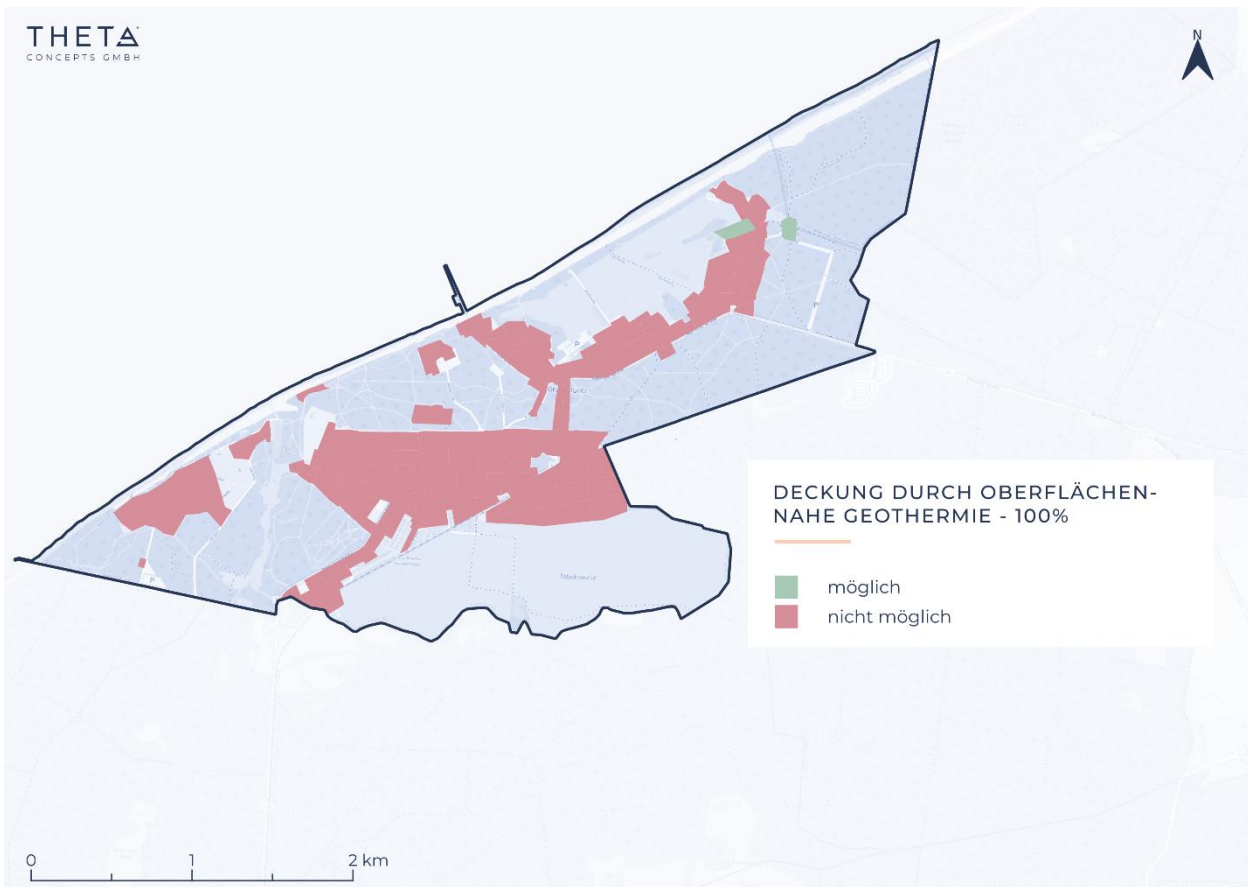 THETA
CONCEPTS GMBH
N
P
P
P
DECKUNG DURCH OBERFLÄCHEN-
NAHE GEOTHERMIE - 100%
möglich
nicht möglich
0 1 2 km